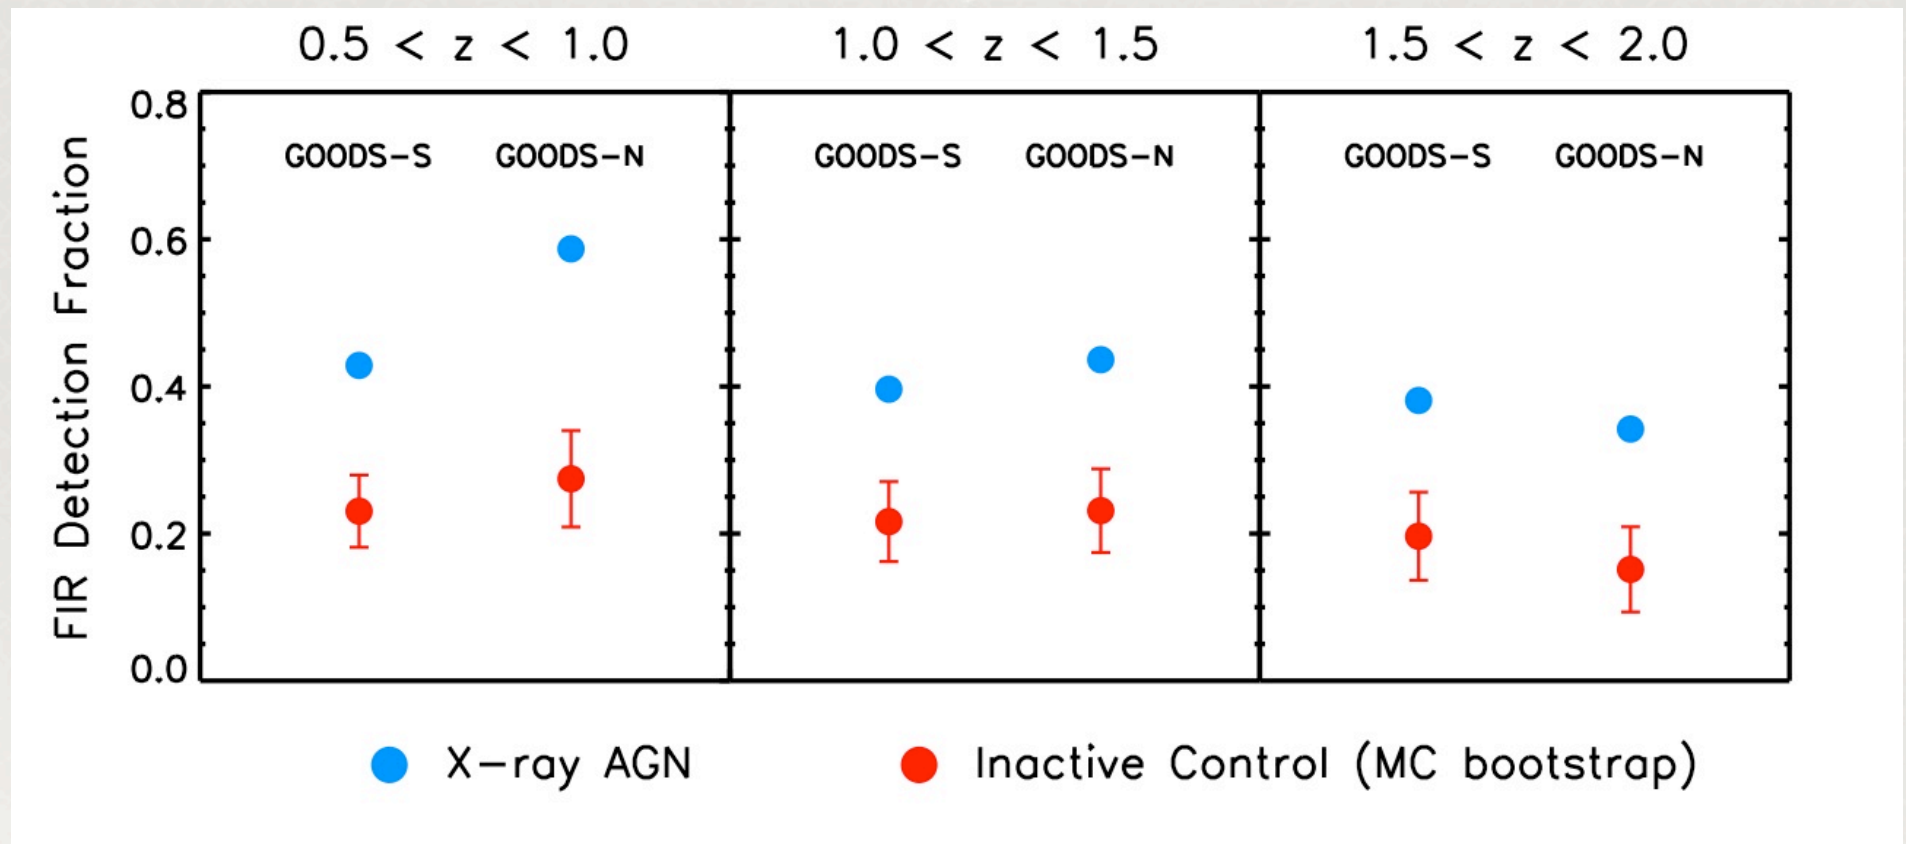 0.5 < z < 1.0 1.0 < z < 1.5 1.5 < z < 2.0
0.8
GOODS-S GOODS-N GOODS-S GOODS-N GOODS-S GOODS-N
0.6
0.4
0.2
0.0
FIR Detection Fraction
X-ray AGN Inactive Control (MC bootstrap)